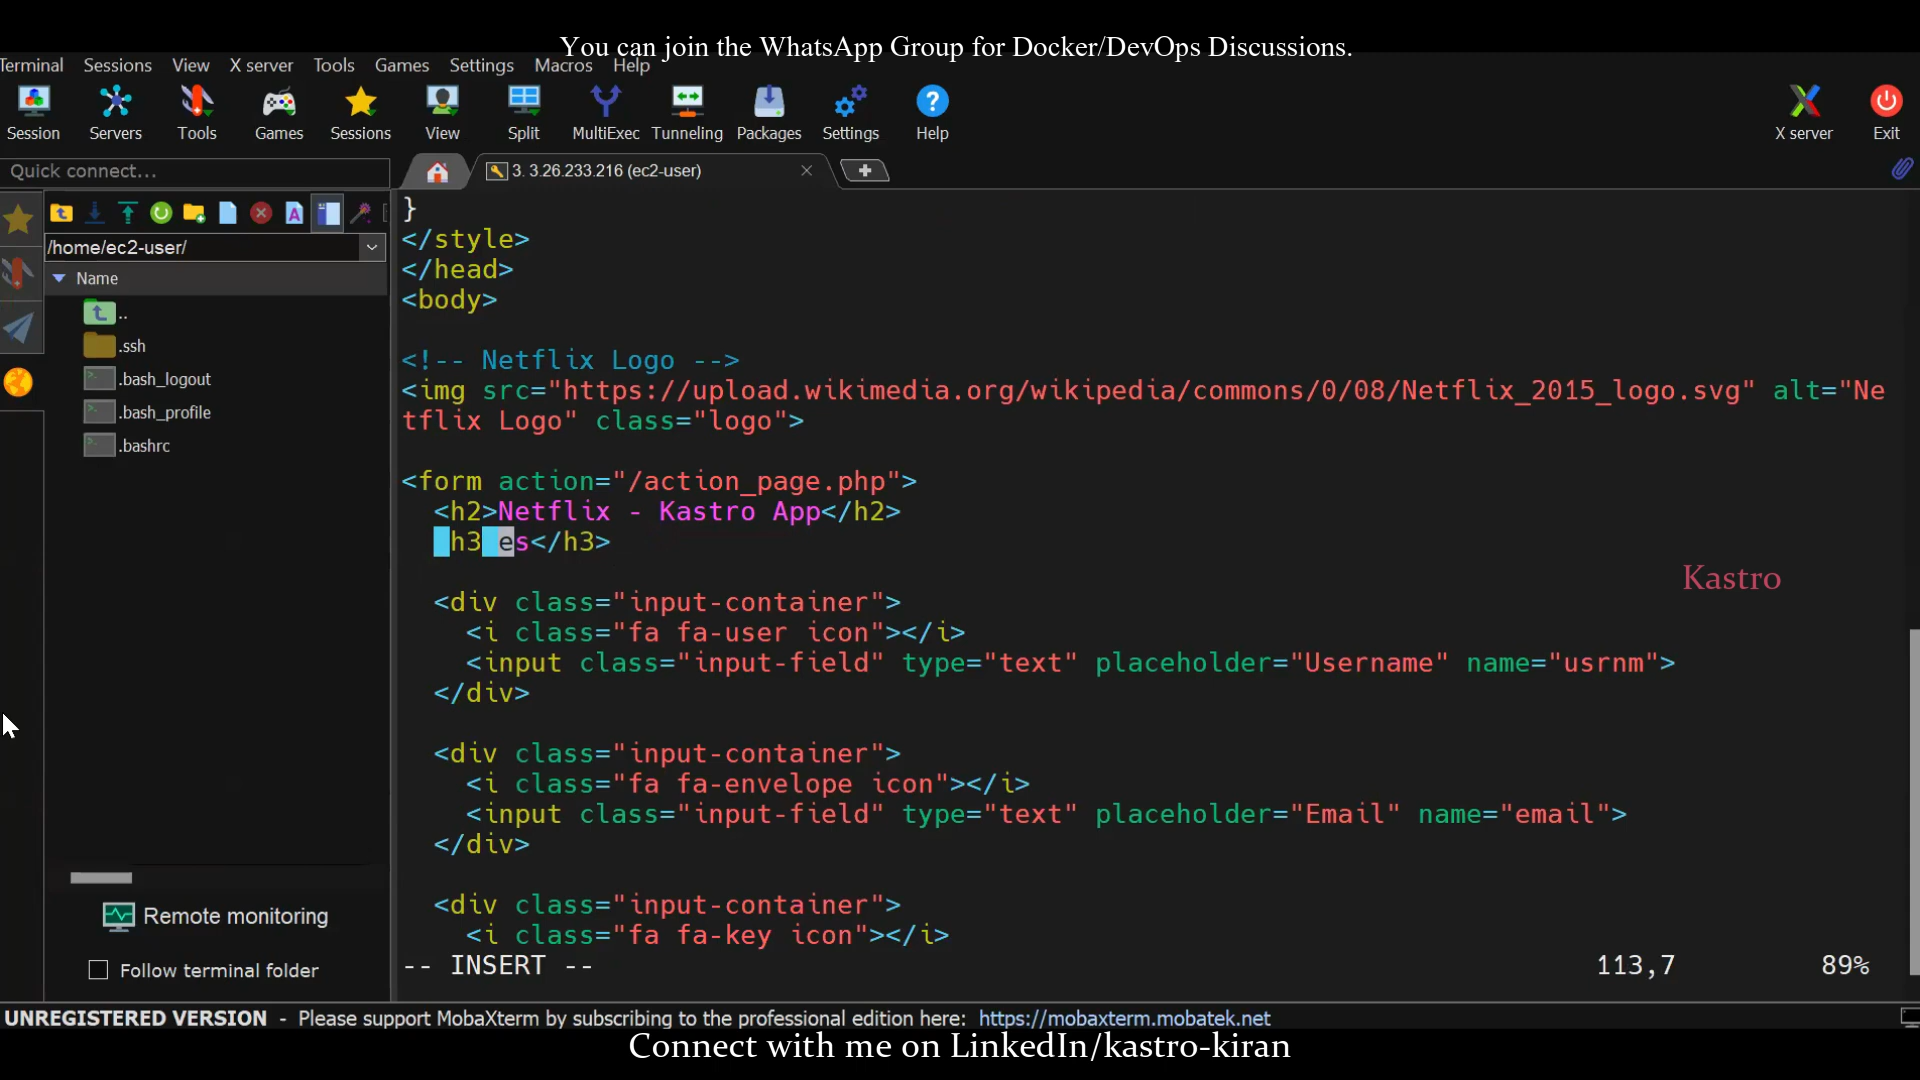 You can join the WhatsApp Group for Docker/DevOps Discussions.
Terminal Sessions View X server Tools Games Settings Macros Help
Session Servers Tools Games Sessions View Split MultiExec Tunneling Packages Settings Help X server Exit
Quick connect...
3. 3.26.233.216 (ec2-user)
/home/ec2-user/
Name
..
.ssh
.bash_logout
.bash_profile
.bashrc
Remote monitoring
Follow terminal folder
}
</style>
</head>
<body>
<!-- Netflix Logo -->
<img src="https://upload.wikimedia.org/wikipedia/commons/0/08/Netflix_2015_logo.svg" alt="Ne
tflix Logo" class="logo">
<form action="/action_page.php">
<h2>Netflix - Kastro App</h2>
<h3>es</h3>
Kastro
<div class="input-container">
<i class="fa fa-user icon"></i>
<input class="input-field" type="text" placeholder="Username" name="usrnm">
</div>
<div class="input-container">
<i class="fa fa-envelope icon"></i>
<input class="input-field" type="text" placeholder="Email" name="email">
</div>
<div class="input-container">
<i class="fa fa-key icon"></i>
-- INSERT -- 113,7 89%
UNREGISTERED VERSION - Please support MobaXterm by subscribing to the professional edition here: https://mobaxterm.mobatek.net
Connect with me on LinkedIn/kastro-kiran